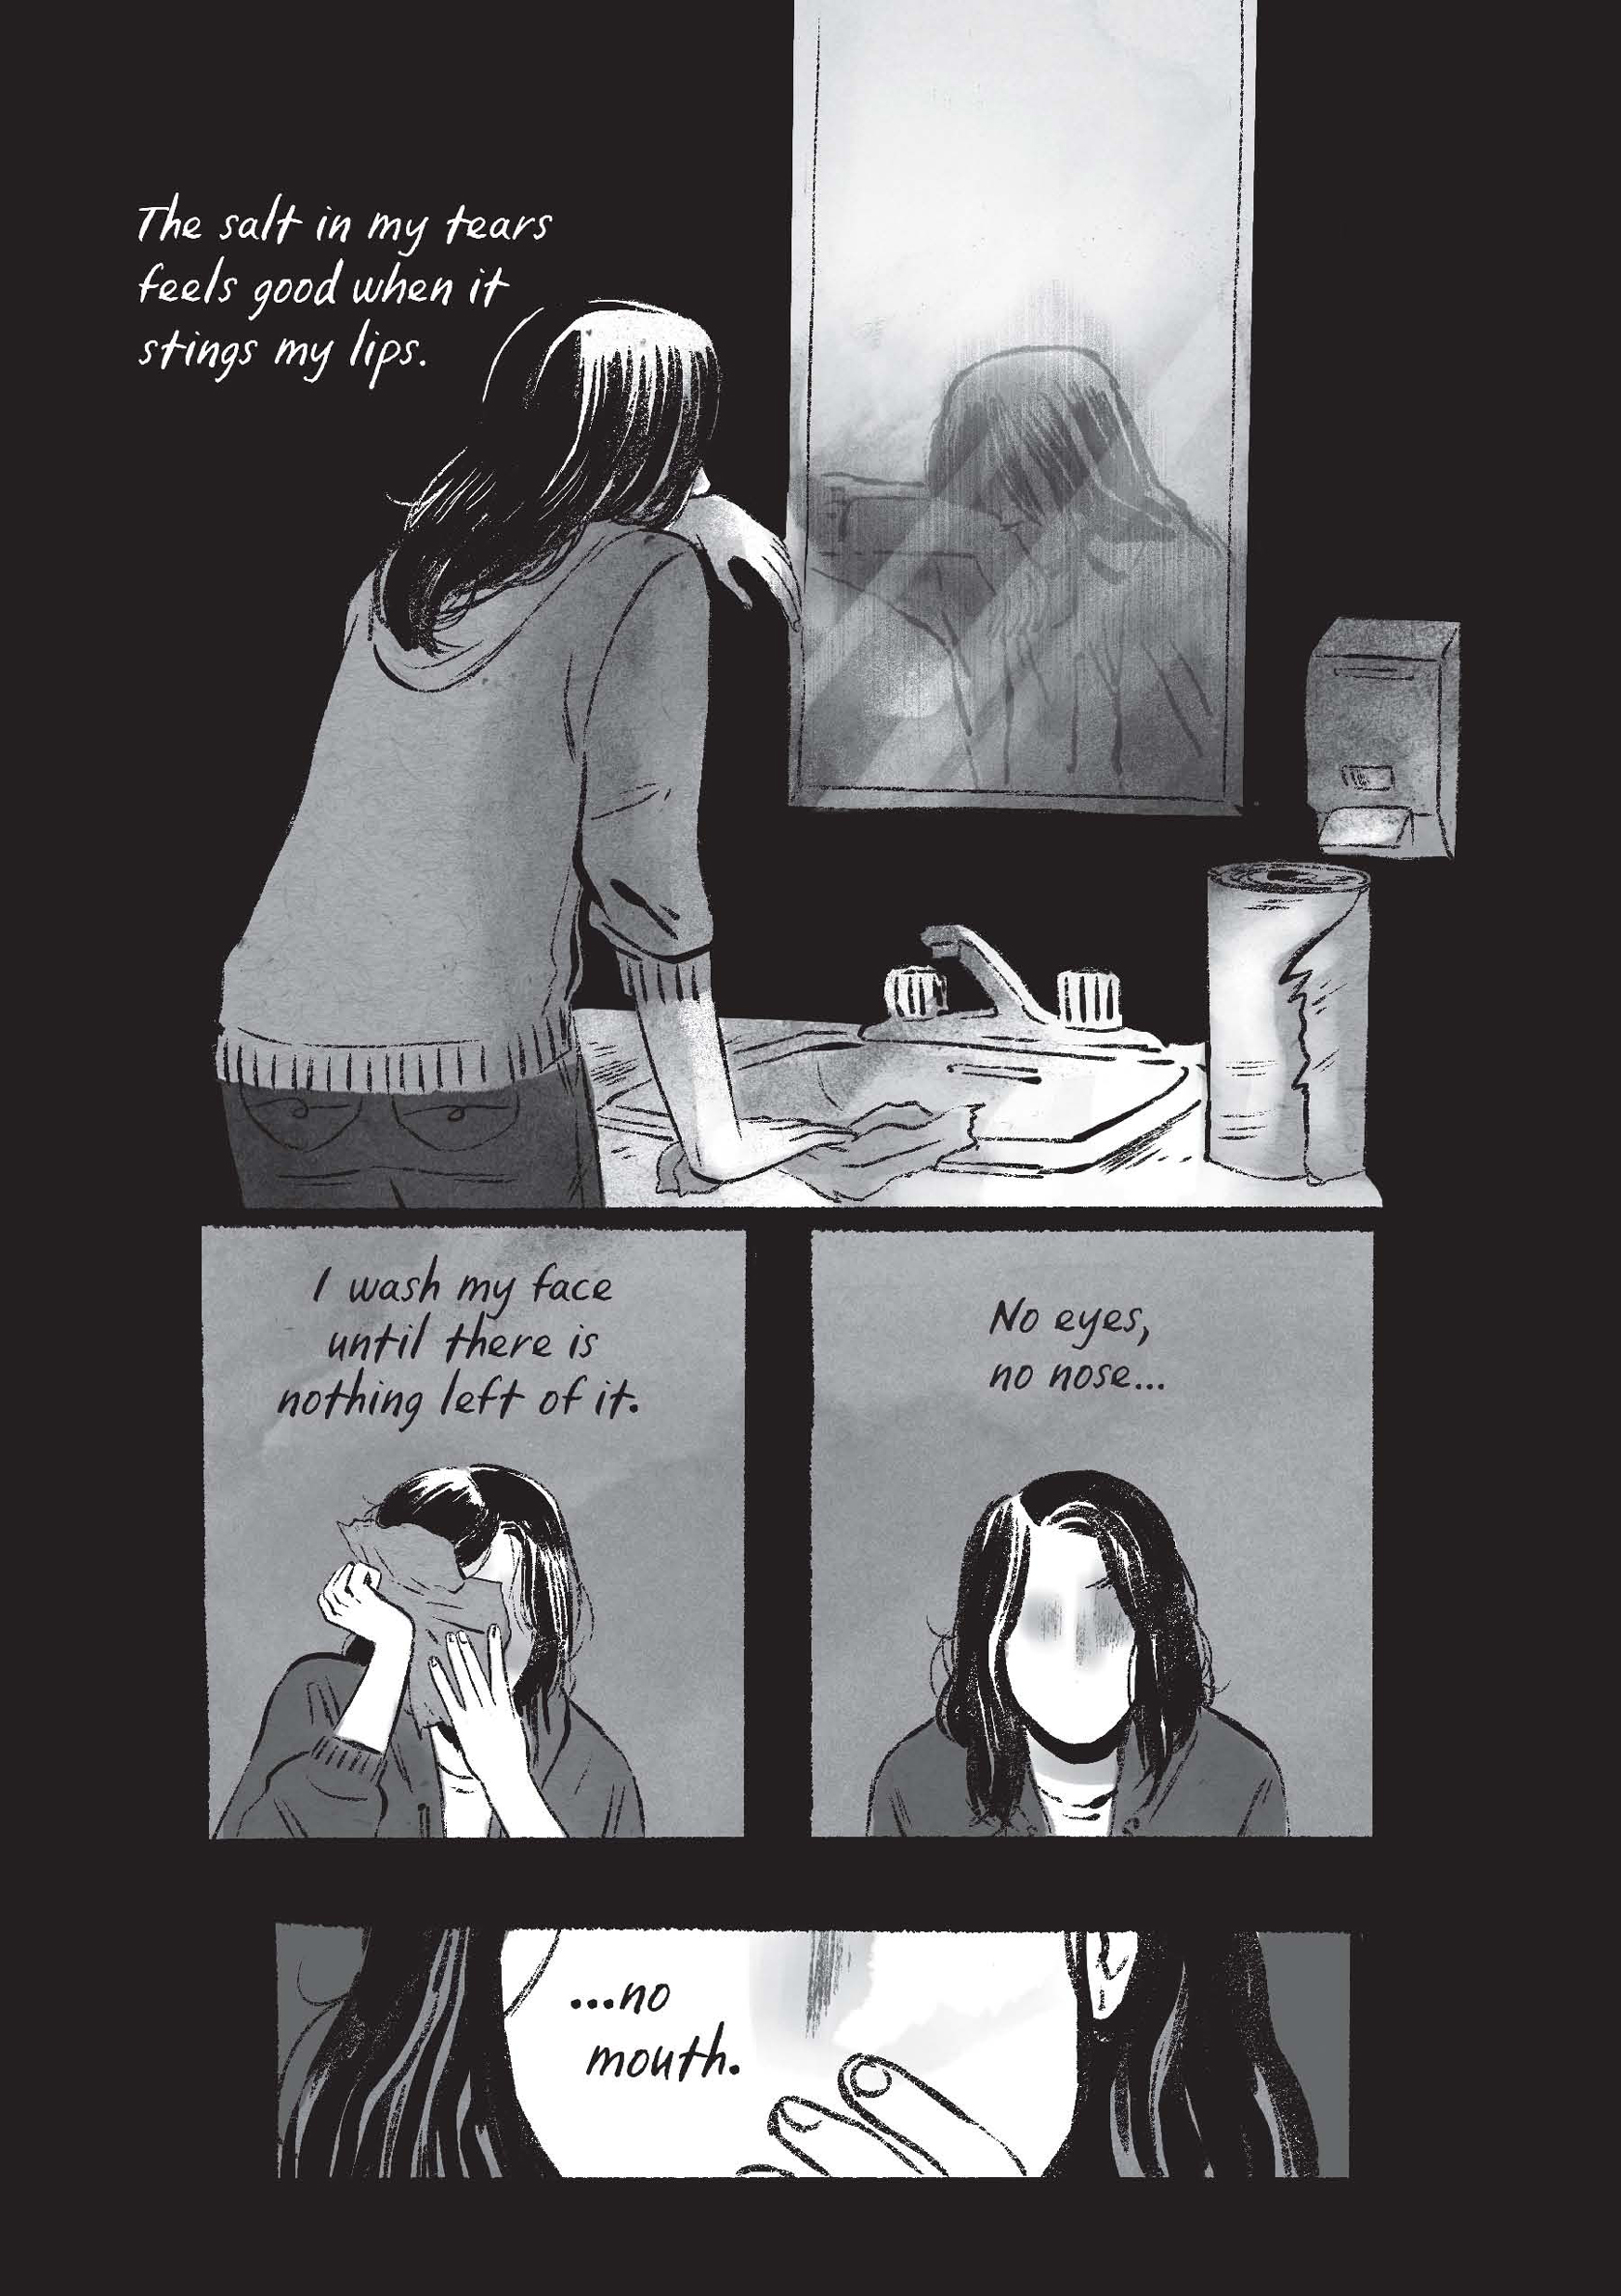 The salt in my tears
feels good when it
stings my lips.
I wash my face
until there is
nothing left of it.
No eyes,
no nose...
...no
mouth.